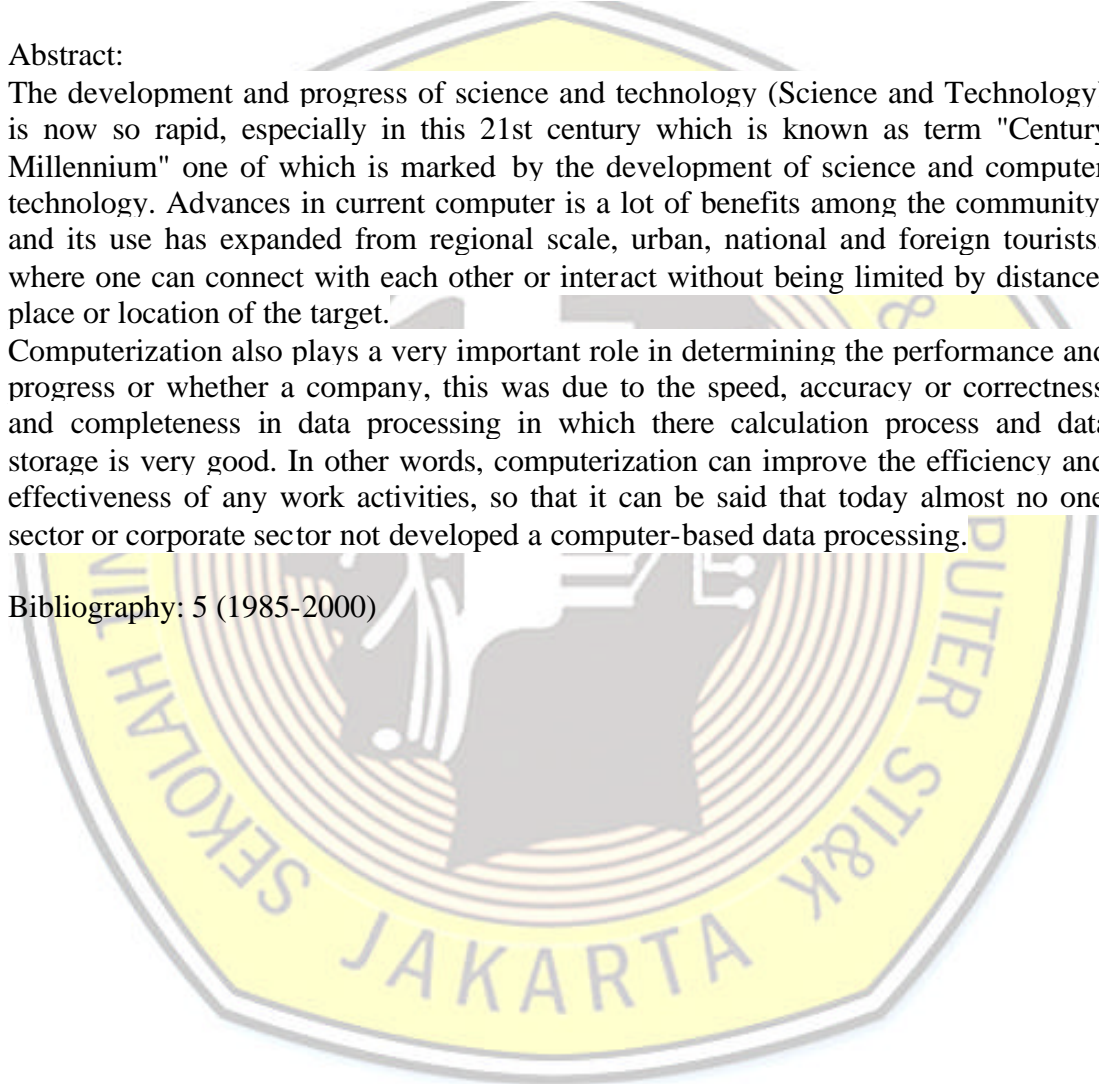 Abstract:
The development and progress of science and technology (Science and Technology)
is now so rapid, especially in this 21st century which is known as term "Century
Millennium" one of which is marked by the development of science and computer
technology. Advances in current computer is a lot of benefits among the community,
and its use has expanded from regional scale, urban, national and foreign tourists,
where one can connect with each other or interact without being limited by distance,
place or location of the target.
Computerization also plays a very important role in determining the performance and
progress or whether a company, this was due to the speed, accuracy or correctness
and completeness in data processing in which there calculation process and data
storage is very good. In other words, computerization can improve the efficiency and
effectiveness of any work activities, so that it can be said that today almost no one
sector or corporate sector not developed a computer-based data processing.
Bibliography: 5 (1985-2000)
SEKOLAH
JAKARTA STI&K